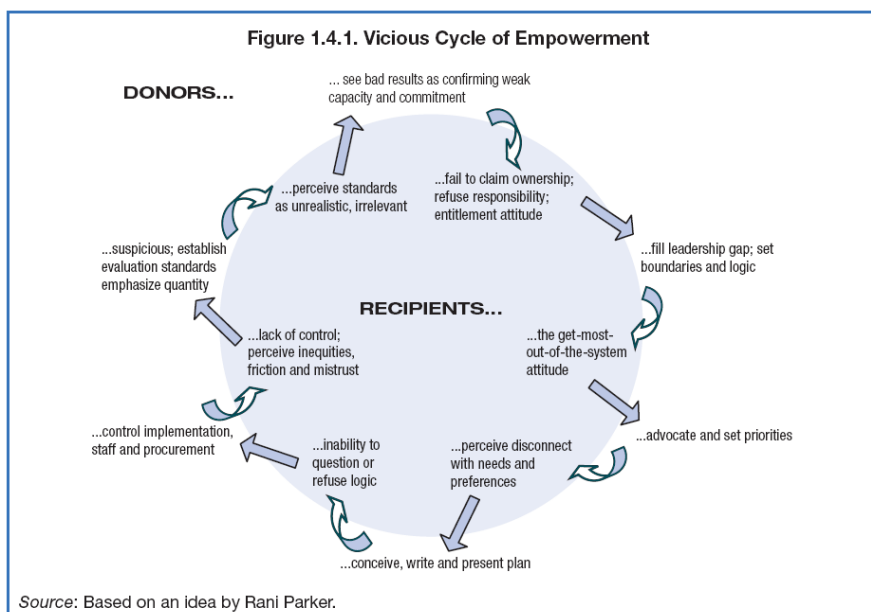 Figure 1.4.1. Vicious Cycle of Empowerment
DONORS...
... see bad results as confirming weak
capacity and commitment
...fail to claim ownership;
refuse responsibility;
entitlement attitude
...fill leadership gap; set
boundaries and logic
...the get-most-
out-of-the-system
attitude
...advocate and set priorities
...perceive disconnect
with needs and
preferences
...conceive, write and present plan
...inability to
question or
refuse logic
...control implementation,
staff and procurement
...lack of control;
perceive inequities,
friction and mistrust
...suspicious; establish
evaluation standards
emphasize quantity
...perceive standards
as unrealistic, irrelevant
RECIPIENTS...
Source: Based on an idea by Rani Parker.